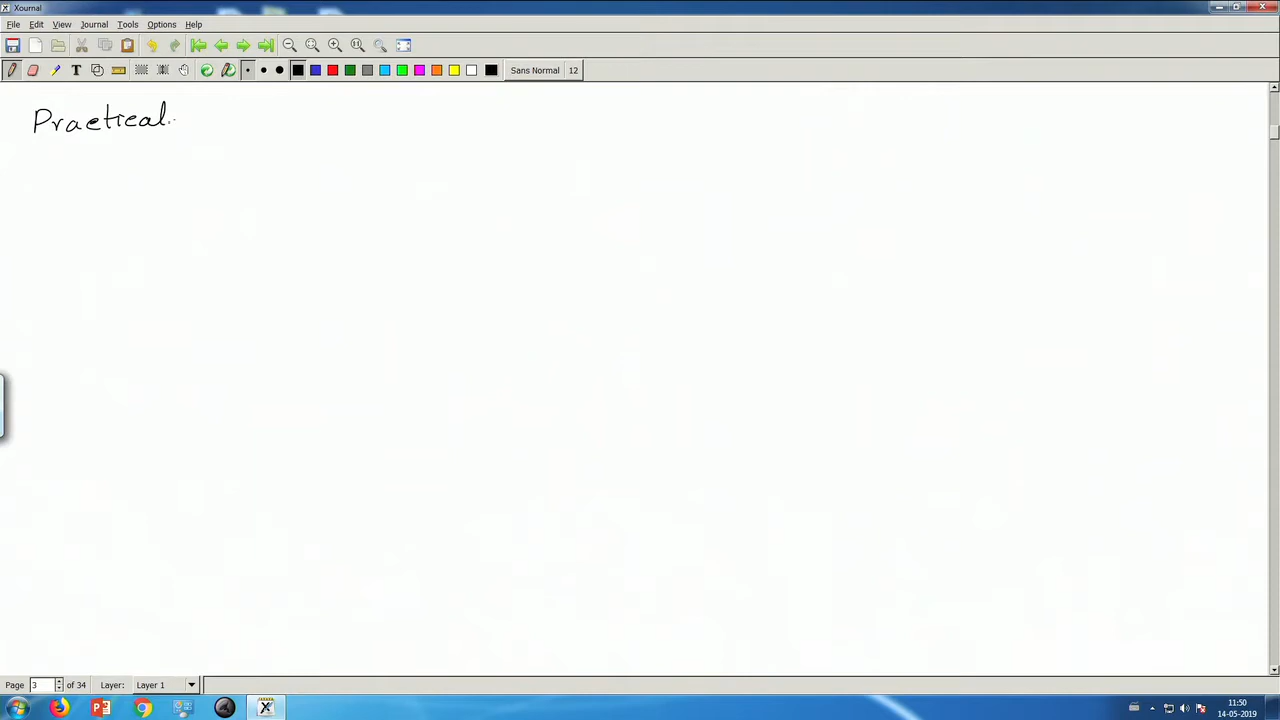 Xournal
File Edit View Journal Tools Options Help
Sans Normal 12
Practical
Page 3 of 34 Layer: Layer 1
11:50
14-05-2019